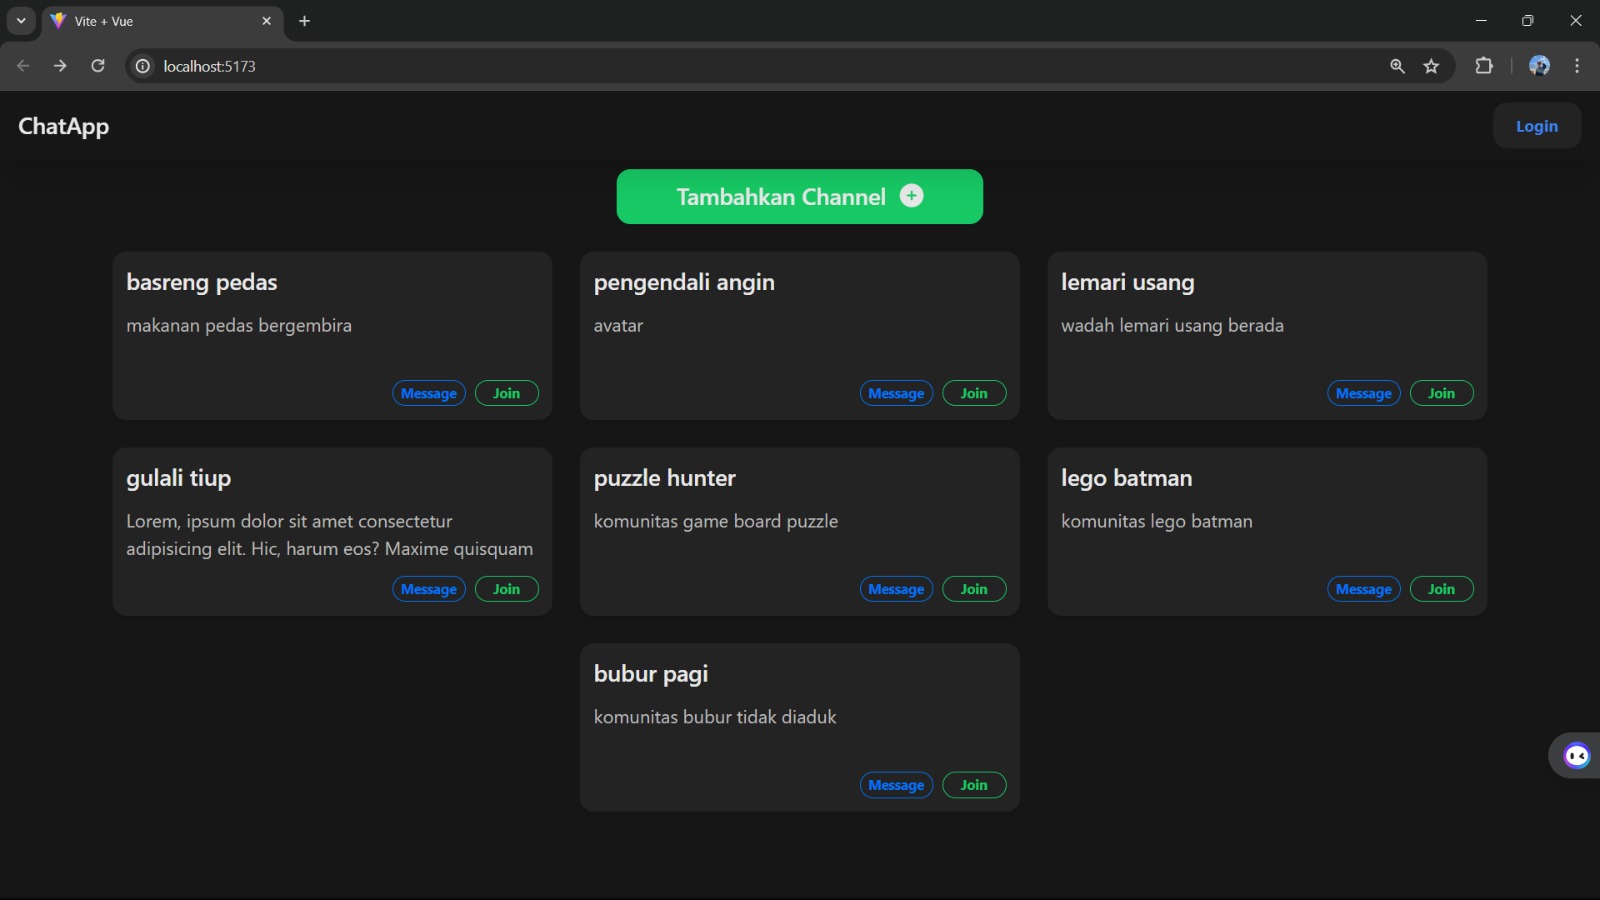 Vite + Vue
localhost:5173
ChatApp
Login
Tambahkan Channel
basreng pedas
makanan pedas bergembira
Message Join
pengendali angin
avatar
Message Join
lemari usang
wadah lemari usang berada
Message Join
gulali tiup
Lorem, ipsum dolor sit amet consectetur
adipisicing elit. Hic, harum eos? Maxime quisquam
Message Join
puzzle hunter
komunitas game board puzzle
Message Join
lego batman
komunitas lego batman
Message Join
bubur pagi
komunitas bubur tidak diaduk
Message Join